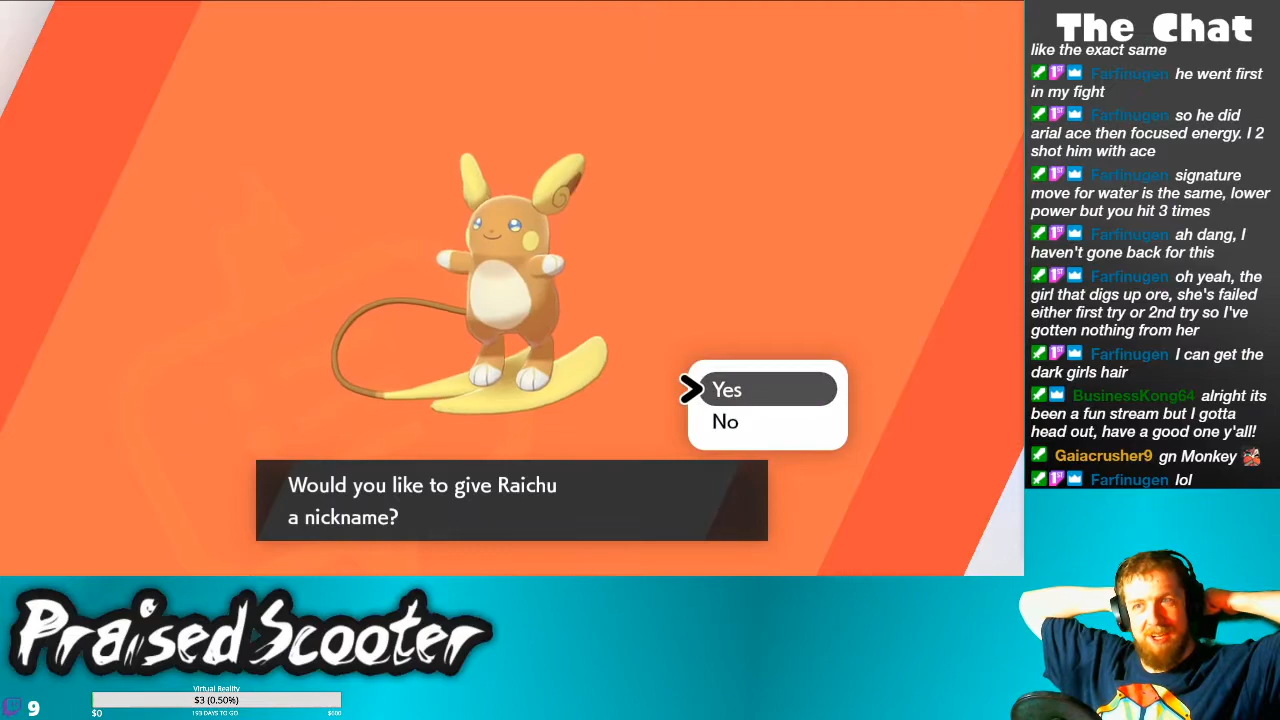 The Chat
like the exact same
Farfinugen he went first
in my fight
Farfinugen so he did
arial ace then focused energy. I 2
shot him with ace
Farfinugen signature
move for water is the same, lower
power but you hit 3 times
Farfinugen ah dang, I
haven't gone back for this
Farfinugen oh yeah, the
girl that digs up ore, she's failed
either first try or 2nd try so I've
gotten nothing from her
Farfinugen I can get the
dark girls hair
BusinessKong64 alright its
been a fun stream but I gotta
head out, have a good one y'all!
Gaiacrusher9 gn Monkey
Farfinugen lol
Yes
No
Would you like to give Raichu
a nickname?
PraisedScooter
9
Virtual Reality
$3 (0.50%)
$0
193 DAYS TO GO
$600